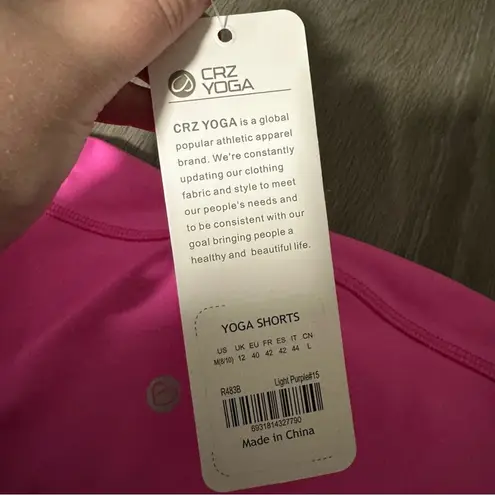 CRZ
YOGA
CRZ YOGA is a global
popular athletic apparel
brand. We're constantly
updating our clothing
fabric and style to meet
our people's needs and
to be consistent with our
goal bringing people a
healthy and beautiful life.
YOGA SHORTS
US UK EU FR ES IT CN
M(8/10) 12 40 42 42 44 L
R483B Light Purple#15
6931814327790
Made in China